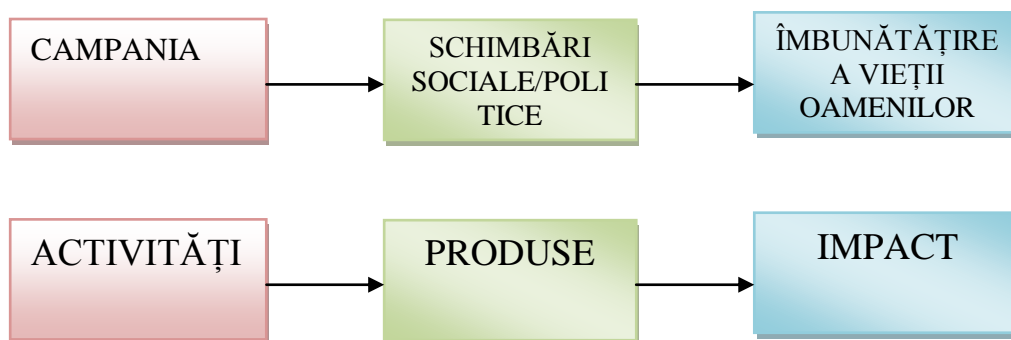 CAMPANIA
SCHIMBĂRI
SOCIALE/POLI
TICE
ÎMBUNĂTĂȚIRE
A VIEȚII
OAMENILOR
ACTIVITĂȚI
PRODUSE
IMPACT